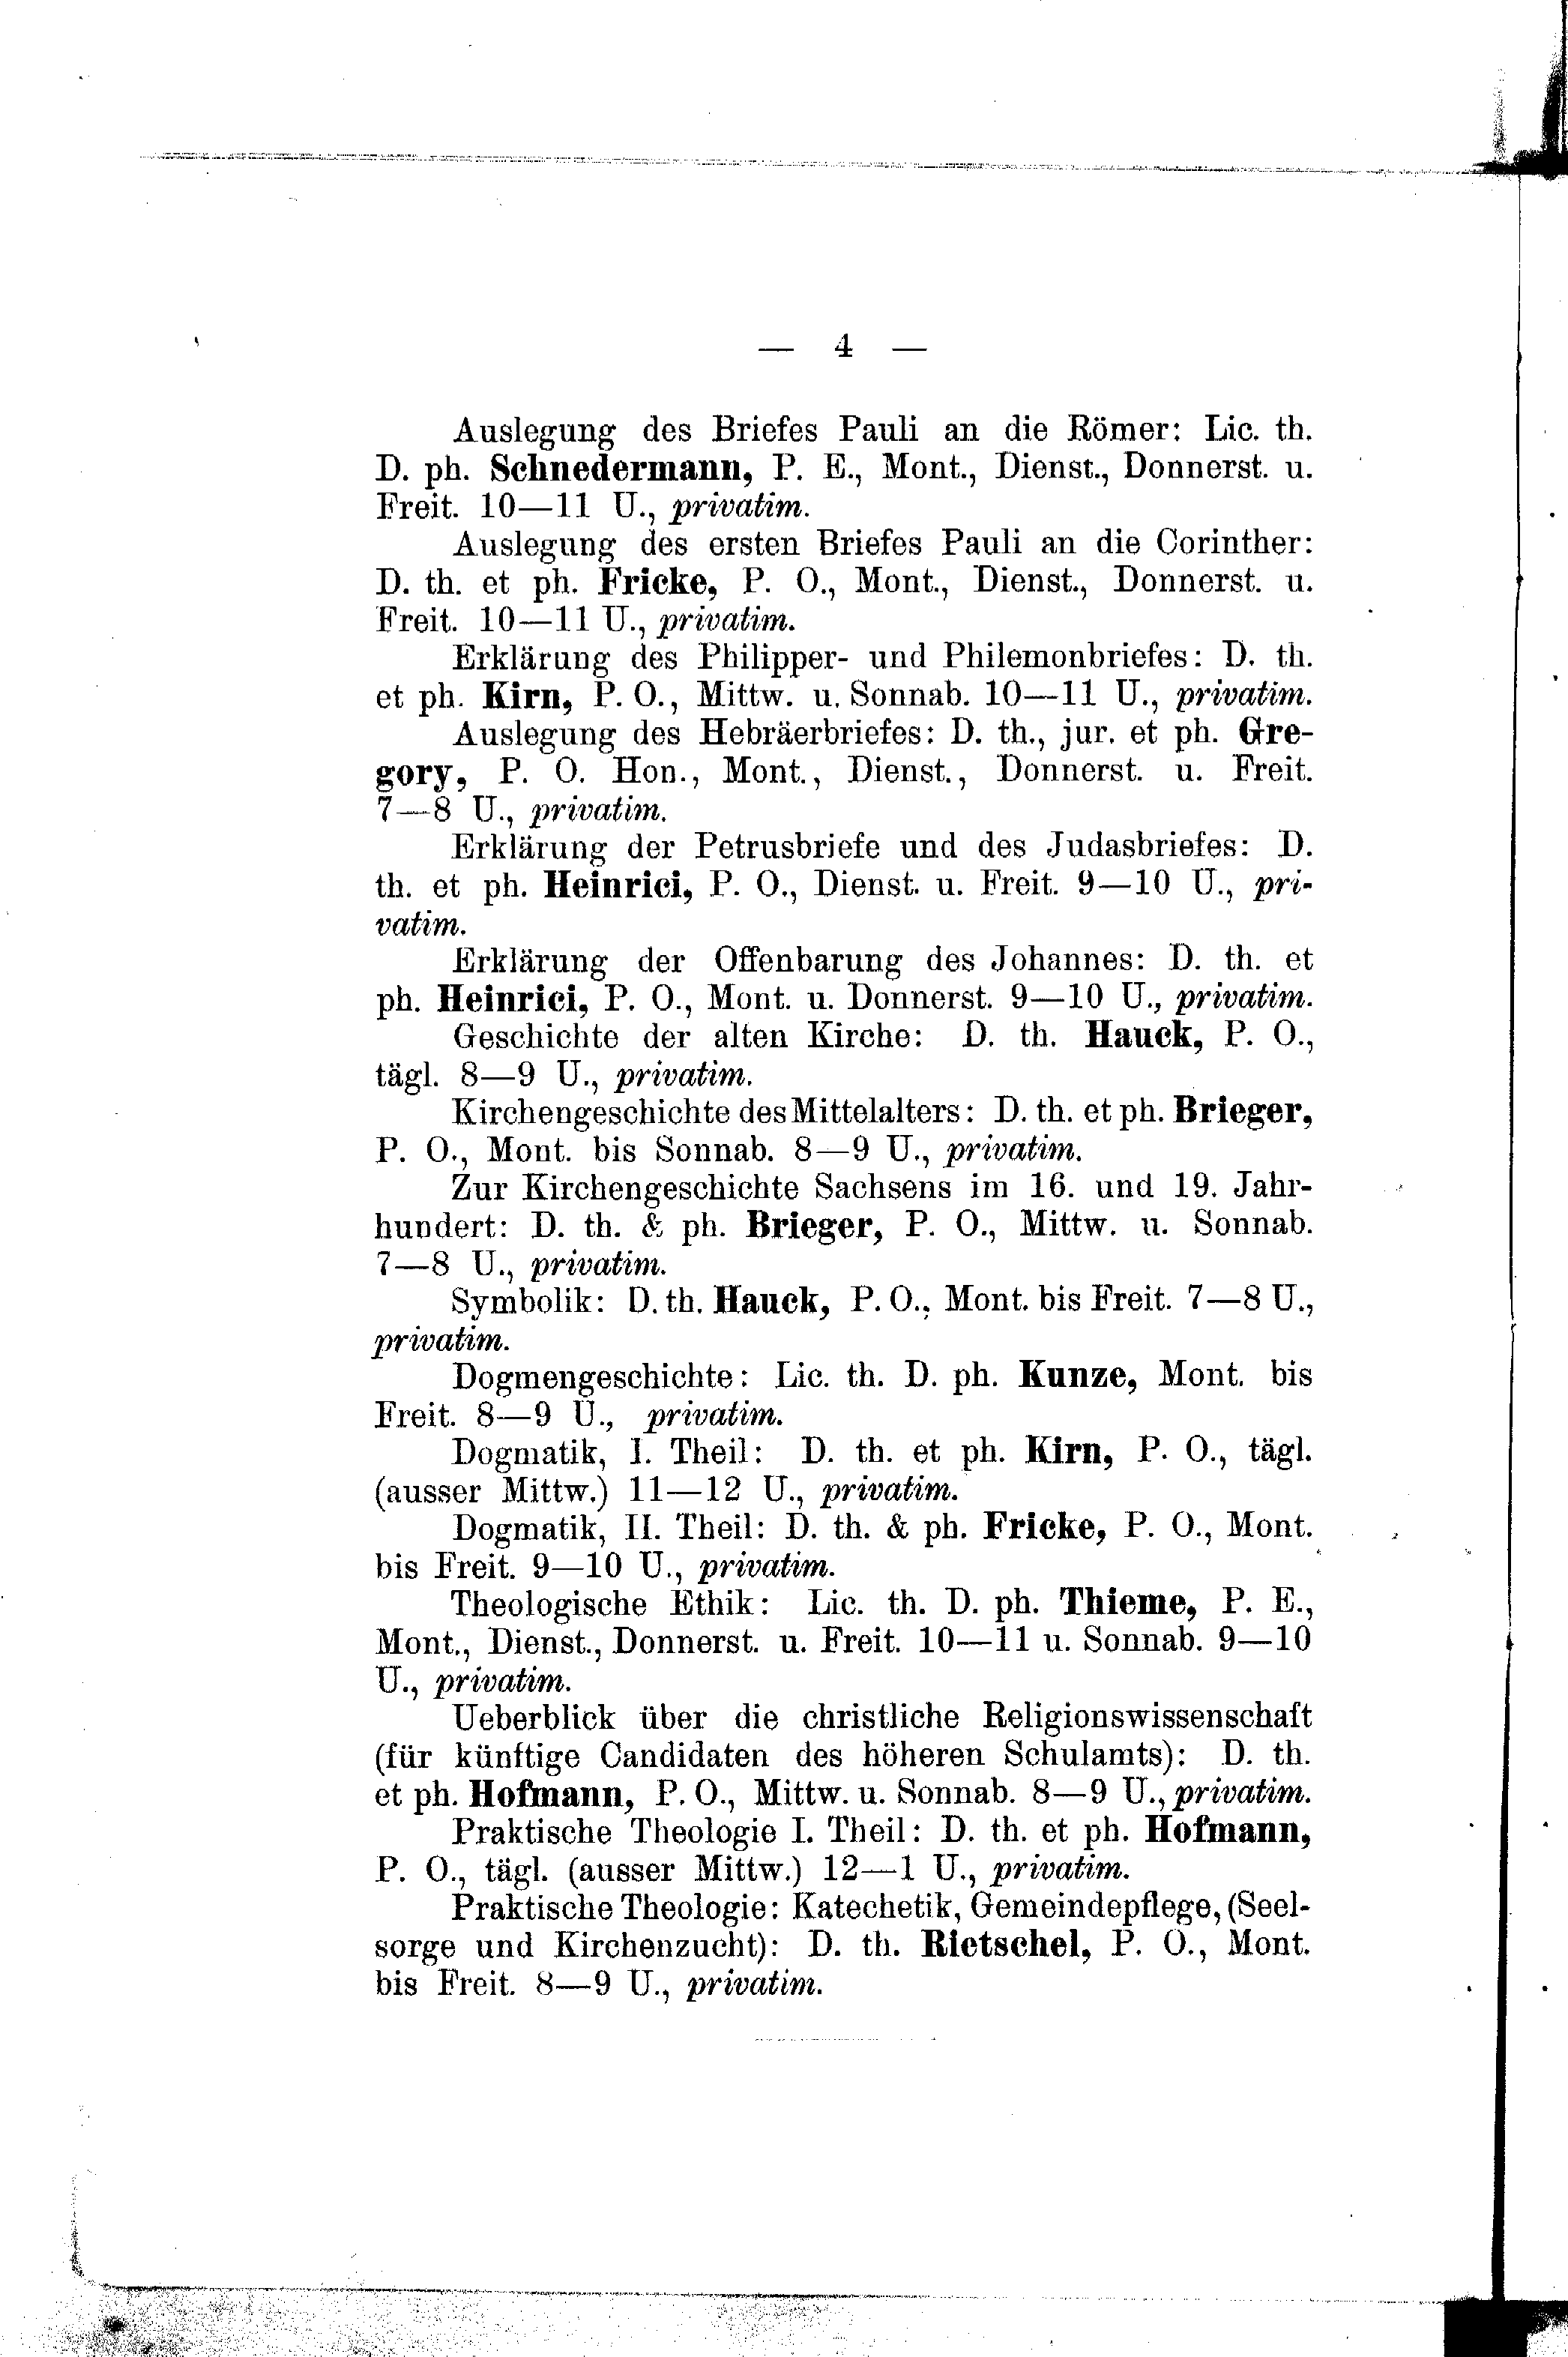 — 4 —
Auslegung des Briefes Pauli an die Römer: Lic. th.
D. ph. Schnedermann, P. E., Mont., Dienst., Donnerst. u.
Freit. 10—11 U., privatim.
Auslegung des ersten Briefes Pauli an die Corinther:
D. th. et ph. Fricke, P. O., Mont., Dienst., Donnerst. u.
Freit. 10—11 U., privatim.
Erklärung des Philipper- und Philemonbriefes: D. th.
et ph. Kirn, P. O., Mittw. u. Sonnab. 10—11 U., privatim.
Auslegung des Hebräerbriefes: D. th., jur. et ph. Gre-
gory, P. O. Hon., Mont., Dienst., Donnerst. u. Freit.
7—8 U., privatim.
Erklärung der Petrusbriefe und des Judasbriefes: D.
th. et ph. Heinrici, P. O., Dienst. u. Freit. 9—10 U., pri-
vatim.
Erklärung der Offenbarung des Johannes: D. th. et
ph. Heinrici, P. O., Mont. u. Donnerst. 9—10 U., privatim.
Geschichte der alten Kirche: D. th. Hauck, P. O.,
tägl. 8—9 U., privatim.
Kirchengeschichte des Mittelalters: D. th. et ph. Brieger,
P. O., Mont. bis Sonnab. 8—9 U., privatim.
Zur Kirchengeschichte Sachsens im 16. und 19. Jahr-
hundert: D. th. & ph. Brieger, P. O., Mittw. u. Sonnab.
7—8 U., privatim.
Symbolik: D. th. Hauck, P. O., Mont. bis Freit. 7—8 U.,
privatim.
Dogmengeschichte: Lic. th. D. ph. Kunze, Mont. bis
Freit. 8—9 U., privatim.
Dogmatik, I. Theil: D. th. et ph. Kirn, P. O., tägl.
(ausser Mittw.) 11—12 U., privatim.
Dogmatik, II. Theil: D. th. & ph. Fricke, P. O., Mont.
bis Freit. 9—10 U., privatim.
Theologische Ethik: Lic. th. D. ph. Thieme, P. E.,
Mont., Dienst., Donnerst. u. Freit. 10—11 u. Sonnab. 9—10
U., privatim.
Ueberblick über die christliche Religionswissenschaft
(für künftige Candidaten des höheren Schulamts): D. th.
et ph. Hofmann, P. O., Mittw. u. Sonnab. 8—9 U., privatim.
Praktische Theologie I. Theil: D. th. et ph. Hofmann,
P. O., tägl. (ausser Mittw.) 12—1 U., privatim.
Praktische Theologie: Katechetik, Gemeindepflege, (Seel-
sorge und Kirchenzucht): D. th. Rietschel, P. O., Mont.
bis Freit. 8—9 U., privatim.